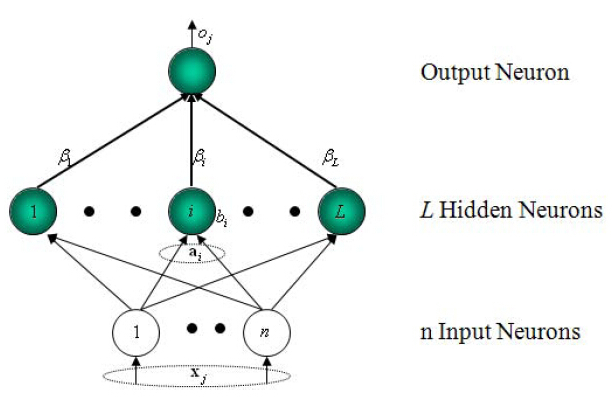 o_j
Output Neuron
β_1 β_i β_L
1 i b_i L
L Hidden Neurons
a_i
1 n
n Input Neurons
x_j